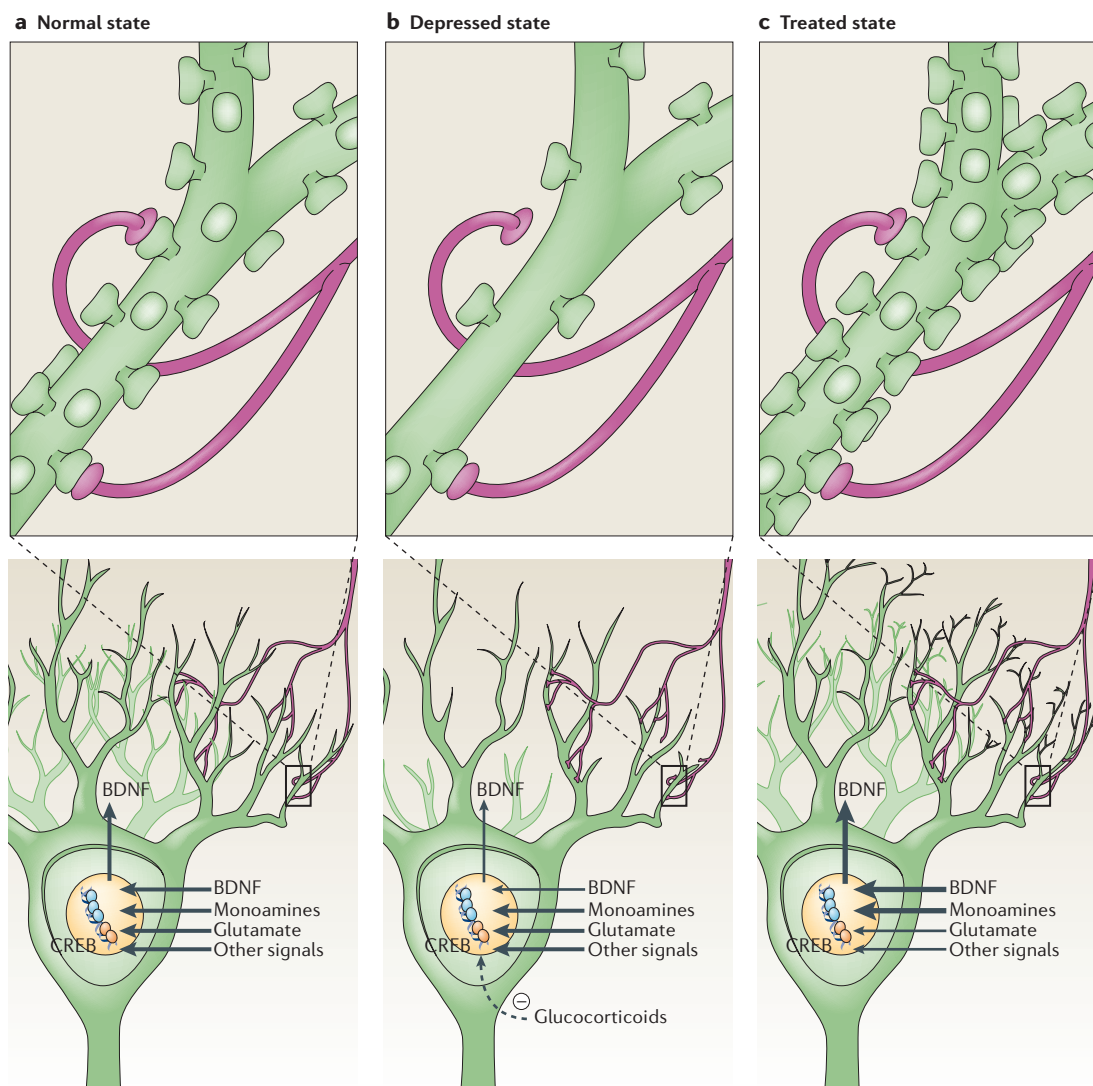 a Normal state
b Depressed state
c Treated state
BDNF
BDNF
Monoamines
Glutamate
CREB
Other signals
BDNF
BDNF
Monoamines
Glutamate
CREB
Other signals
Glucocorticoids
BDNF
BDNF
Monoamines
Glutamate
CREB
Other signals